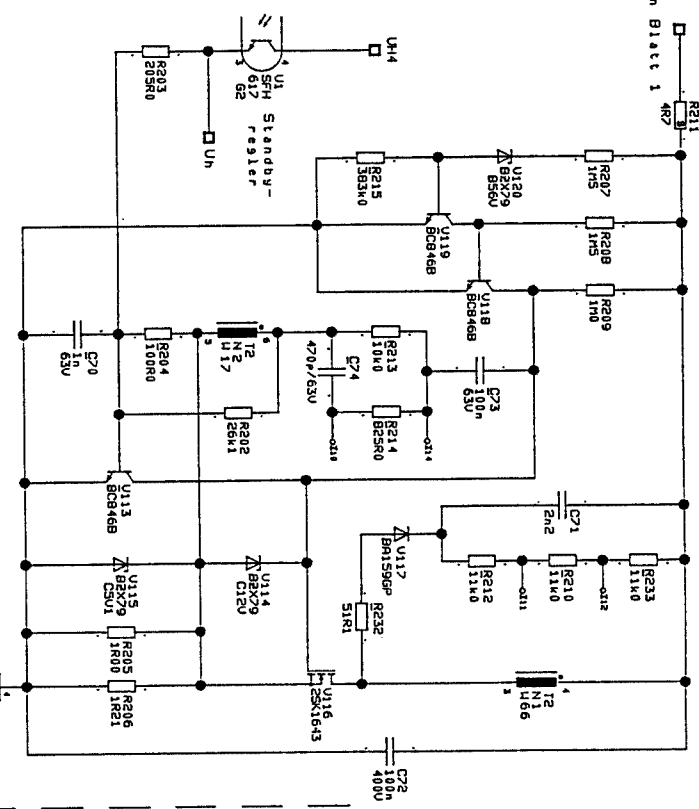 n Blatt 1
R211
4R7
UH4
U1
SFH
617
G2
3
4
Standby-
regler
R203
205R0
Uh
R215
383k0
U120
BZX79
B56V
R207
1M5
U119
BC846B
R208
1M5
U118
BC846B
R209
1M0
C70
1n
63V
R204
100R0
T2
N2
W17
C74
470p/63V
R213
10k0
C73
100n
63V
R202
26k1
R214
825R0
U113
BC846B
C71
2n2
U117
BA159GP
R212
11k0
R210
11k0
R233
11k0
U115
BZX79
C5V1
U114
BZX79
C12V
R232
51R1
R205
1R00
R206
1R21
U116
2SK1643
T2
N1
W66
3
4
C72
100n
400V